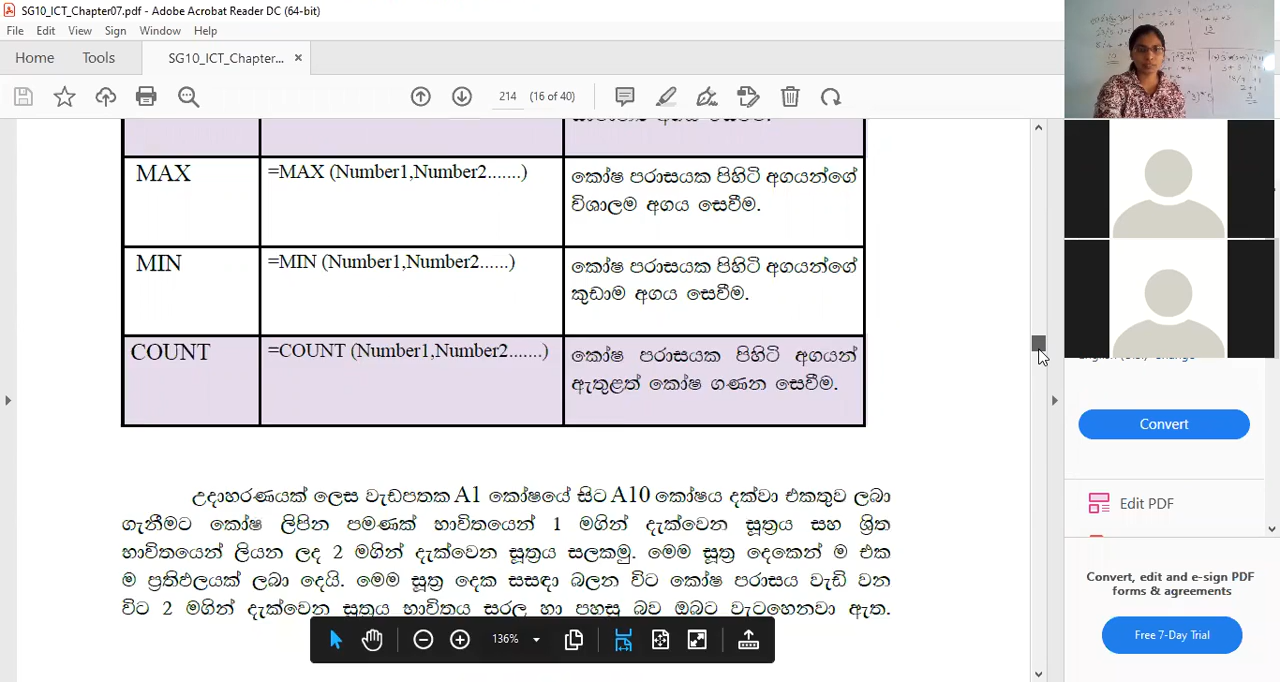 SG10_ICT_Chapter07.pdf - Adobe Acrobat Reader DC (64-bit)
File Edit View Sign Window Help
Home Tools SG10_ICT_Chapter... ×
214 (16 of 40)
MAX =MAX (Number1,Number2.......) කෝෂ පරාසයක පිහිටි අගයන්ගේ
විශාලම අගය සෙවීම.
MIN =MIN (Number1,Number2......) කෝෂ පරාසයක පිහිටි අගයන්ගේ
කුඩාම අගය සෙවීම.
COUNT =COUNT (Number1,Number2.......) කෝෂ පරාසයක පිහිටි අගයන්
ඇතුළත් කෝෂ ගණන සෙවීම.
උදාහරණයක් ලෙස වැඩපතක A1 කෝෂයේ සිට A10 කෝෂය දක්වා එකතුව ලබා
ගැනීමට කෝෂ ලිපින පමණක් භාවිතයෙන් 1 මගින් දැක්වෙන සූත්‍රය සහ ශ්‍රිත
භාවිතයෙන් ලියන ලද 2 මගින් දැක්වෙන සූත්‍රය සලකමු. මෙම සූත්‍ර දෙකෙන් ම එක
ම ප්‍රතිඵලයක් ලබා දෙයි. මෙම සූත්‍ර දෙක සසඳා බලන විට කෝෂ පරාසය වැඩි වන
විට 2 මගින් දැක්වෙන සූත්‍රය භාවිතය සරල හා පහසු බව ඔබට වැටහෙනවා ඇත.
136%
Convert
Edit PDF
Convert, edit and e-sign PDF
forms & agreements
Free 7-Day Trial